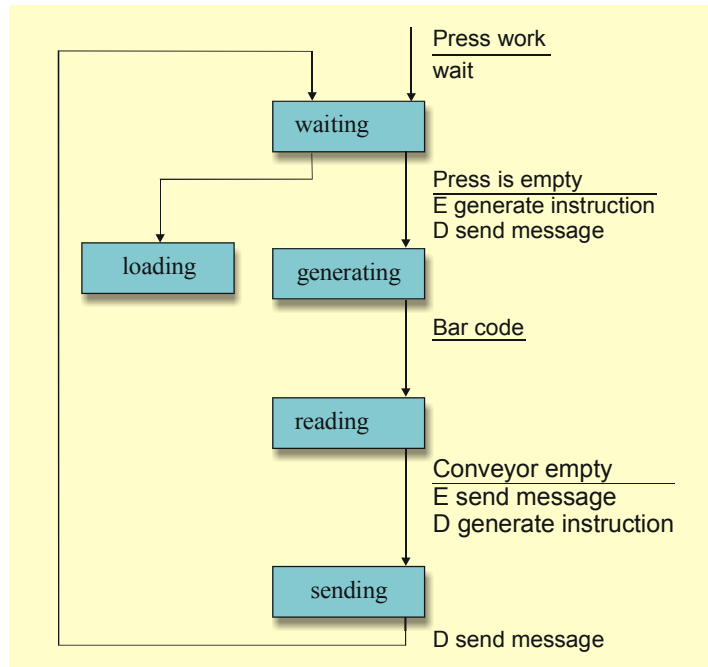 Press work
wait
waiting
Press is empty
E generate instruction
D send message
loading
generating
Bar code
reading
Conveyor empty
E send message
D generate instruction
sending
D send message